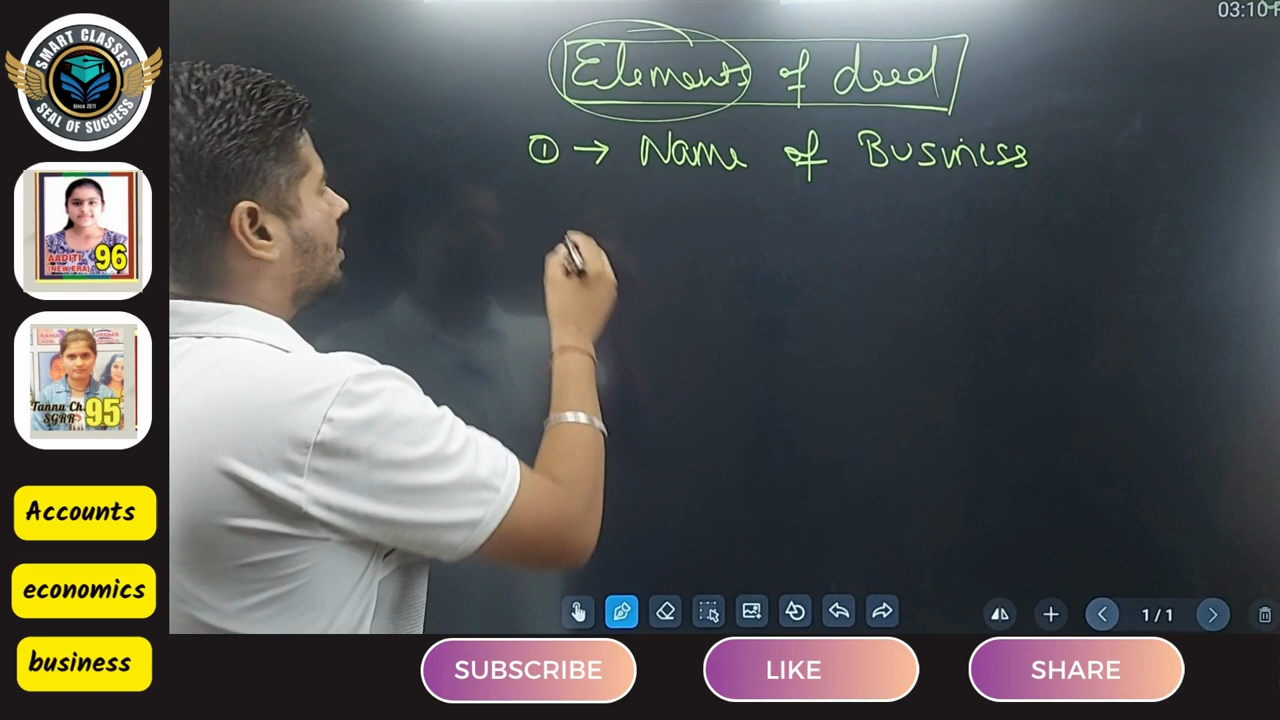 03:10 P
SMART CLASSES
Since 2011
SEAL OF SUCCESS
Elements of deed
① → Name of Business
AADITI
(NEW ERA)
96
Tannu Ch.
SGRR
95
Accounts
economics
business
1/1
SUBSCRIBE
LIKE
SHARE